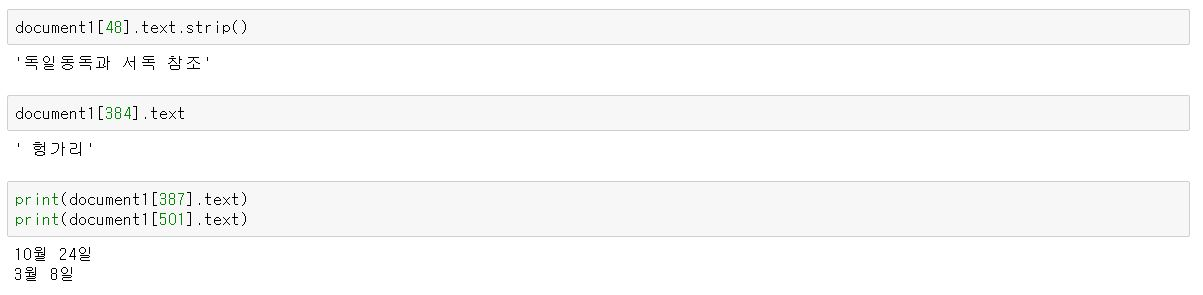 document1[48].text.strip()
'독일동독과 서독 참조'
document1[384].text
' 헝가리'
print(document1[387].text)
print(document1[501].text)
10월 24일
3월 8일